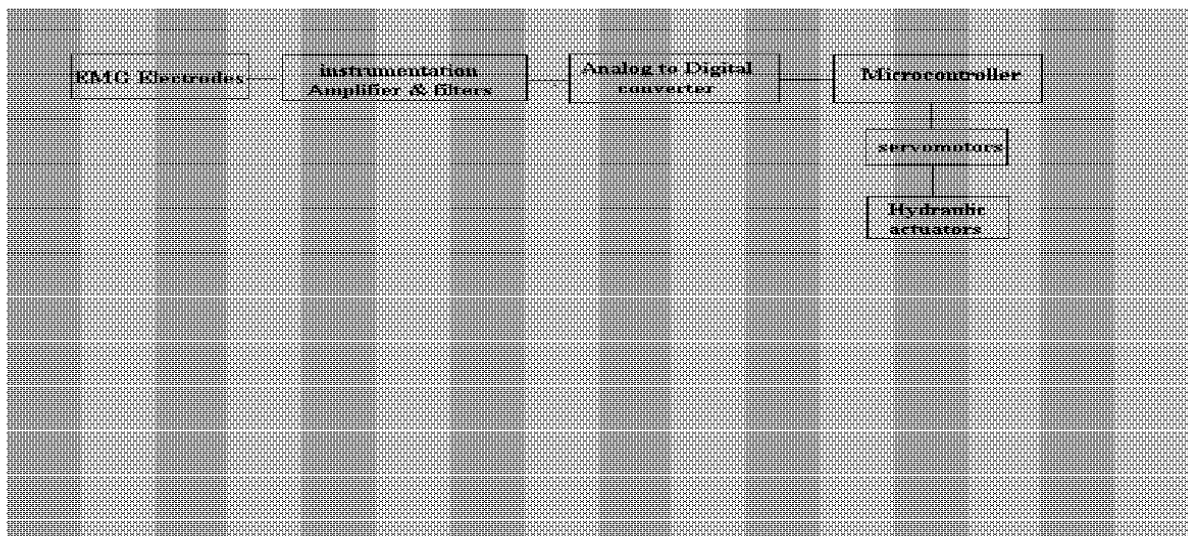 EMG Electrodes
instrumentation
Amplifier & filters
Analog to Digital
converter
Microcontroller
servomotors
Hydraulic
actuators